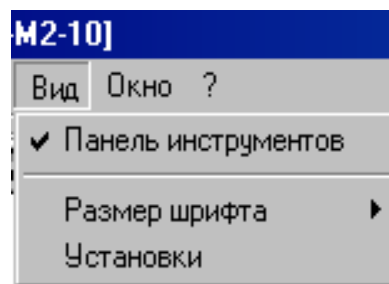 -M2-10]
Вид Окно ?
Панель инструментов
Размер шрифта
Установки